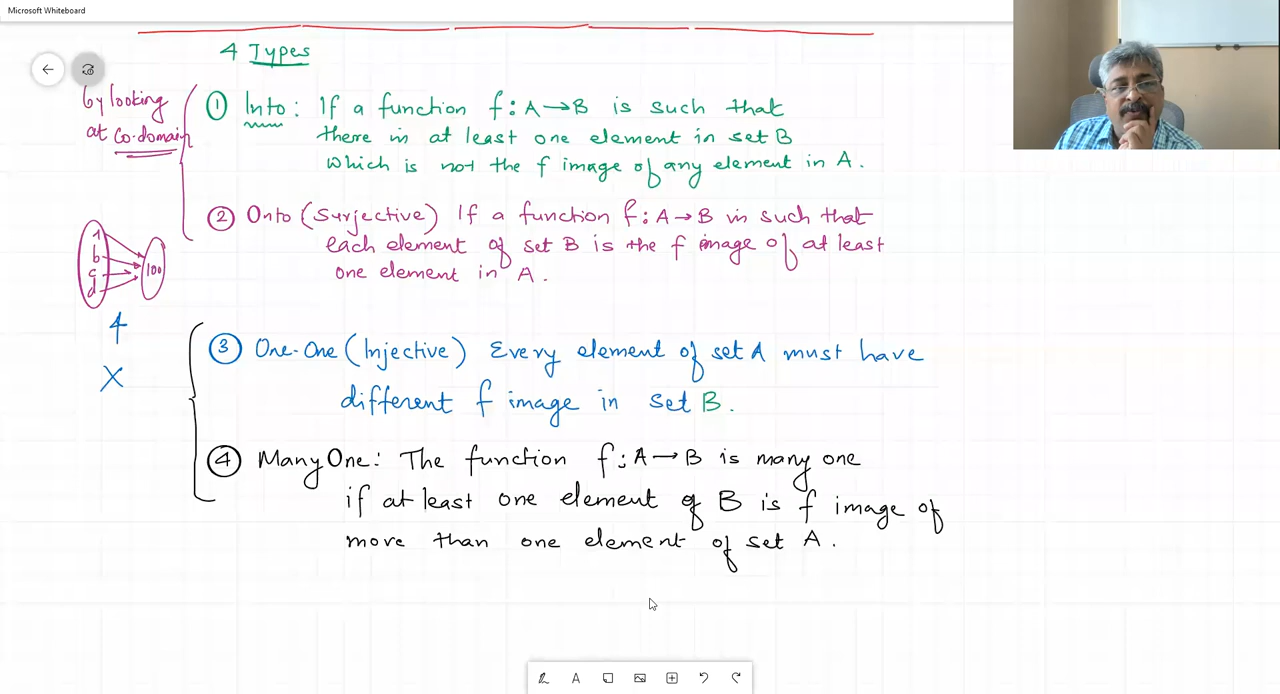 Microsoft Whiteboard
4 Types
by looking
at Co-domain
① Into: If a function f: A→B is such that
there is at least one element in set B
which is not the f image of any element in A.
② Onto (Surjective) If a function f: A→B is such that
each element of set B is the f image of at least
one element in A.
a
b
c
d
100
4
X
③ One-One (Injective) Every element of set A must have
different f image in set B.
④ Many One: The function f: A→B is many one
if at least one element of B is f image of
more than one element of set A.
A